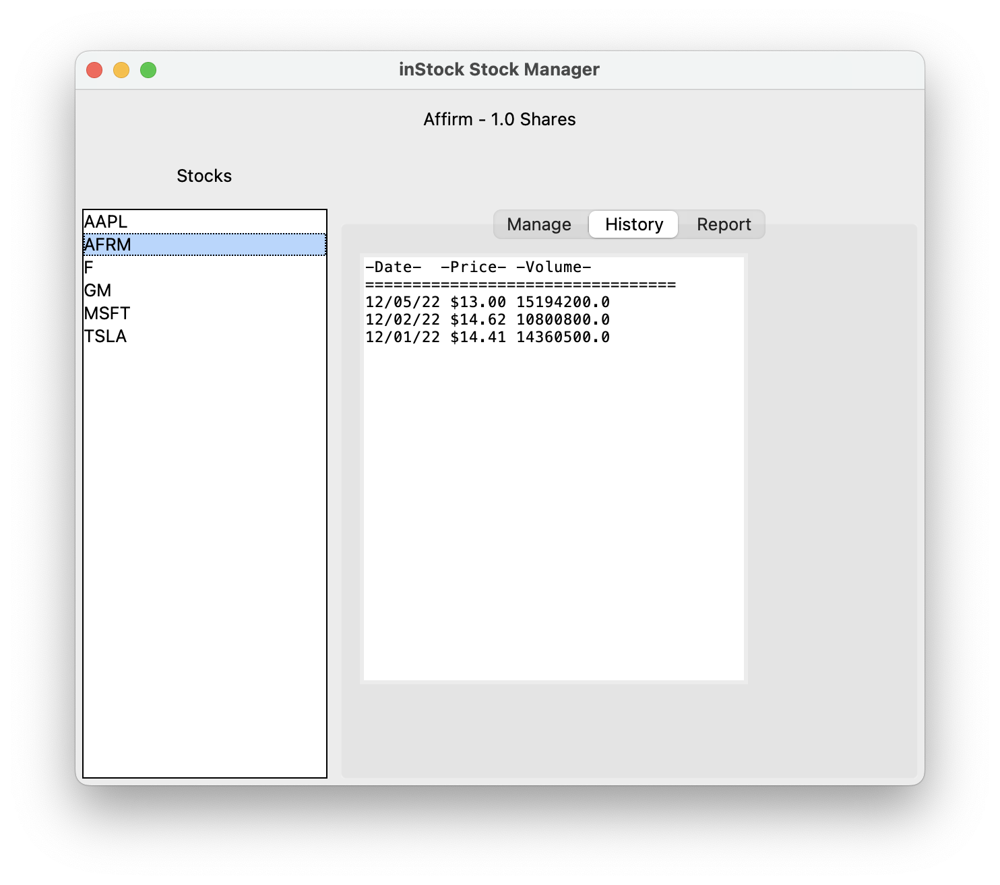 inStock Stock Manager
Affirm - 1.0 Shares
Stocks
AAPL
AFRM
F
GM
MSFT
TSLA
Manage History Report
-Date-  -Price- -Volume-
=================================
12/05/22 $13.00 15194200.0
12/02/22 $14.62 10800800.0
12/01/22 $14.41 14360500.0